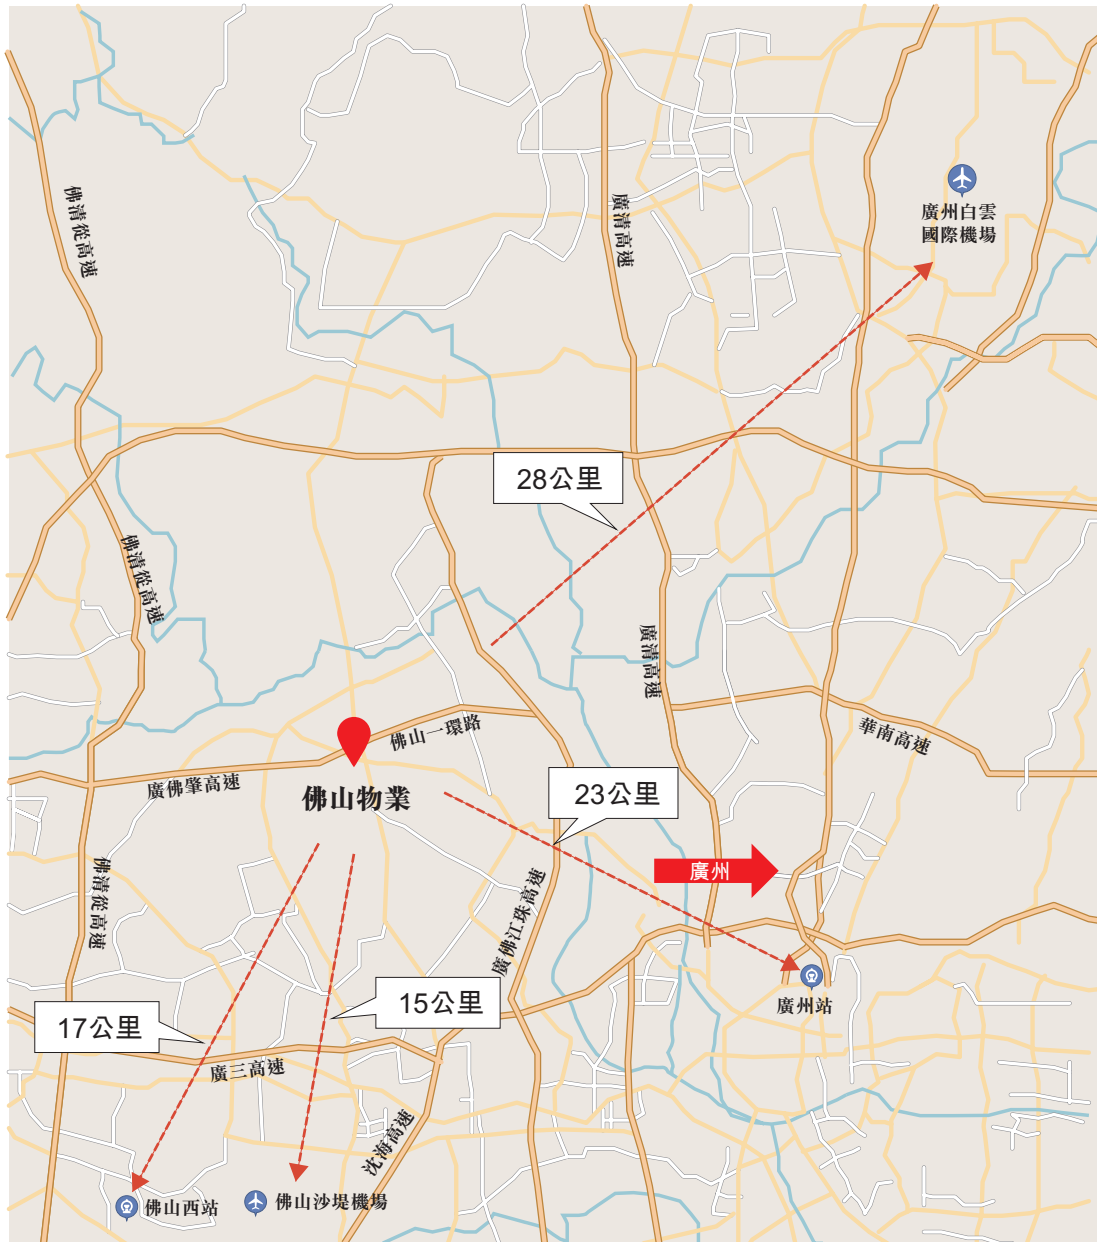 廣州白雲
國際機場
佛清從高速
廣清高速
28公里
佛清從高速
廣清高速
佛山一環路
華南高速
廣佛肇高速
佛山物業
23公里
廣州
佛清從高速
廣佛江珠高速
廣州站
15公里
17公里
廣三高速
沈海高速
佛山西站
佛山沙堤機場